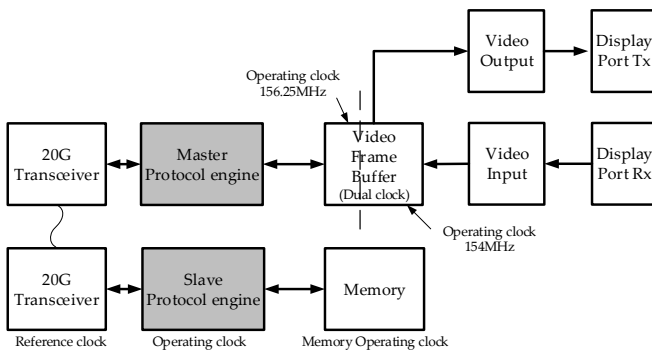 Video
Output
Display
Port Tx
Operating clock
156.25MHz
20G
Transceiver
Master
Protocol engine
Video
Frame
Buffer
(Dual clock)
Video
Input
Display
Port Rx
Operating clock
154MHz
20G
Transceiver
Slave
Protocol engine
Memory
Reference clock
Operating clock
Memory Operating clock